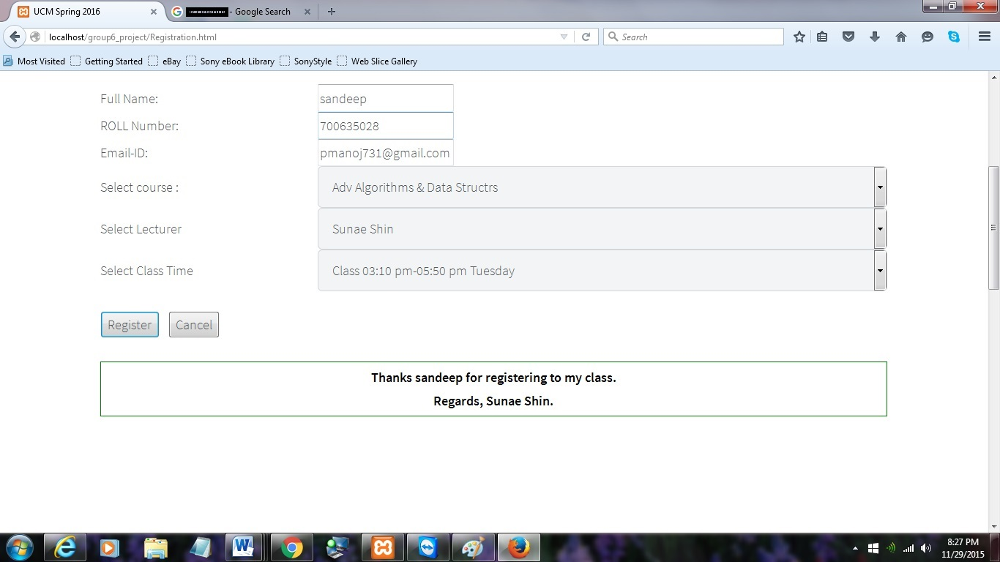 UCM Spring 2016
- Google Search
localhost/group6_project/Registration.html
Search
Most Visited Getting Started eBay Sony eBook Library SonyStyle Web Slice Gallery
Full Name: sandeep
ROLL Number: 700635028
Email-ID: pmanoj731@gmail.com
Select course : Adv Algorithms & Data Structrs
Select Lecturer Sunae Shin
Select Class Time Class 03:10 pm-05:50 pm Tuesday
Register Cancel
Thanks sandeep for registering to my class.
Regards, Sunae Shin.
8:27 PM
11/29/2015